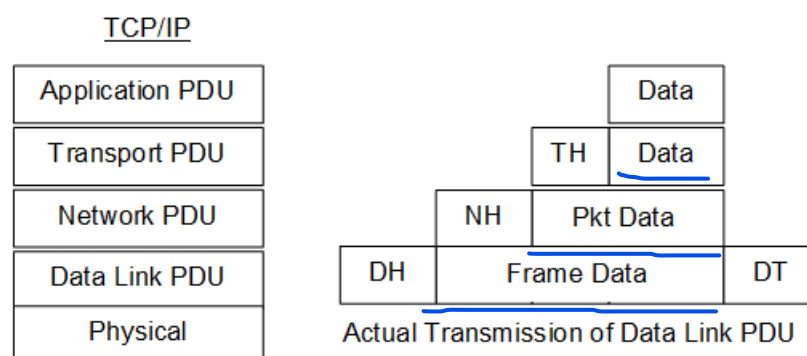 TCP/IP
Application PDU
Data
Transport PDU
TH
Data
Network PDU
NH
Pkt Data
Data Link PDU
DH
Frame Data
DT
Physical
Actual Transmission of Data Link PDU